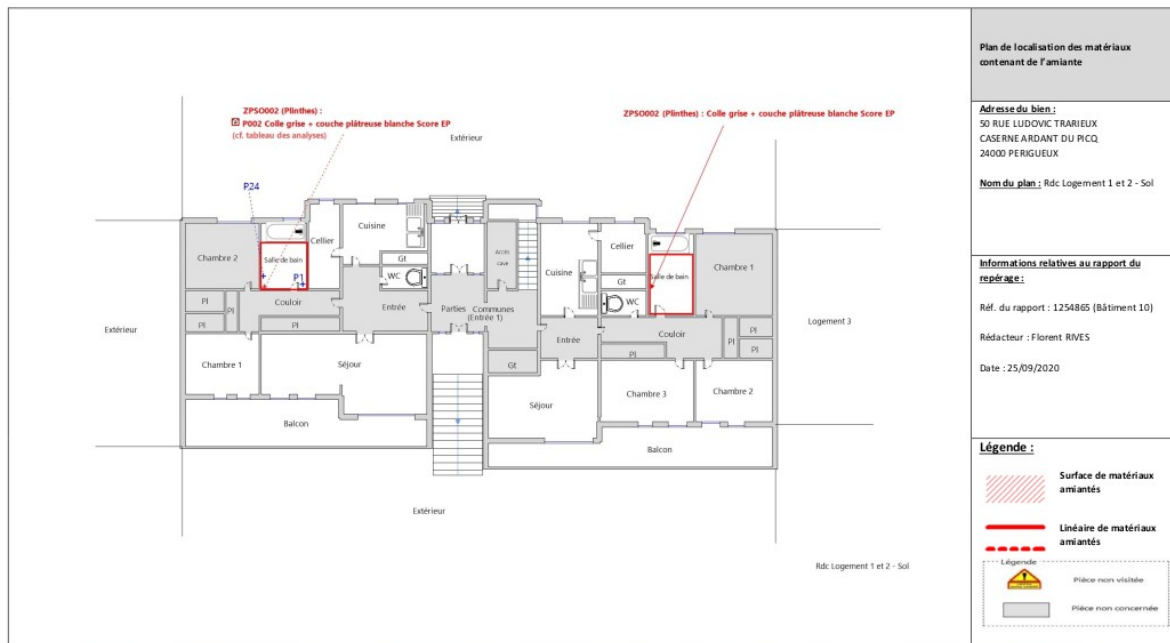 Plan de localisation des matériaux
contenant de l'amiante
Adresse du bien :
50 RUE LUDOVIC TRARIEUX
CASERNE ARDANT DU PICQ
24000 PERIGUEUX
Nom du plan : Rdc Logement 1 et 2 - Sol
Informations relatives au rapport du
repérage :
Réf. du rapport : 1254865 (Bâtiment 10)
Rédacteur : Florent RIVES
Date : 25/09/2020
Légende :
Surface de matériaux
amiantés
Linéaire de matériaux
amiantés
Légende
Pièce non visitée
Pièce non concernée
ZPSO002 (Plinthes) :
P002 Colle grise + couche plâtreuse blanche Score EP
(cf. tableau des analyses)
ZPSO002 (Plinthes) : Colle grise + couche plâtreuse blanche Score EP
Extérieur
P24
Chambre 2
Salle de bain
P1
Cellier
Cuisine
Gt
WC
Pl
Pl
Pl
Couloir
Pl
Entrée
Chambre 1
Séjour
Balcon
Extérieur
Accès
cave
Parties Communes
(Entrée 1)
Gt
Cuisine
Cellier
Gt
WC
Salle de bain
Chambre 1
Entrée
Couloir
Pl
Pl
Pl
Pl
Séjour
Chambre 3
Chambre 2
Balcon
Logement 3
Extérieur
Rdc Logement 1 et 2 - Sol